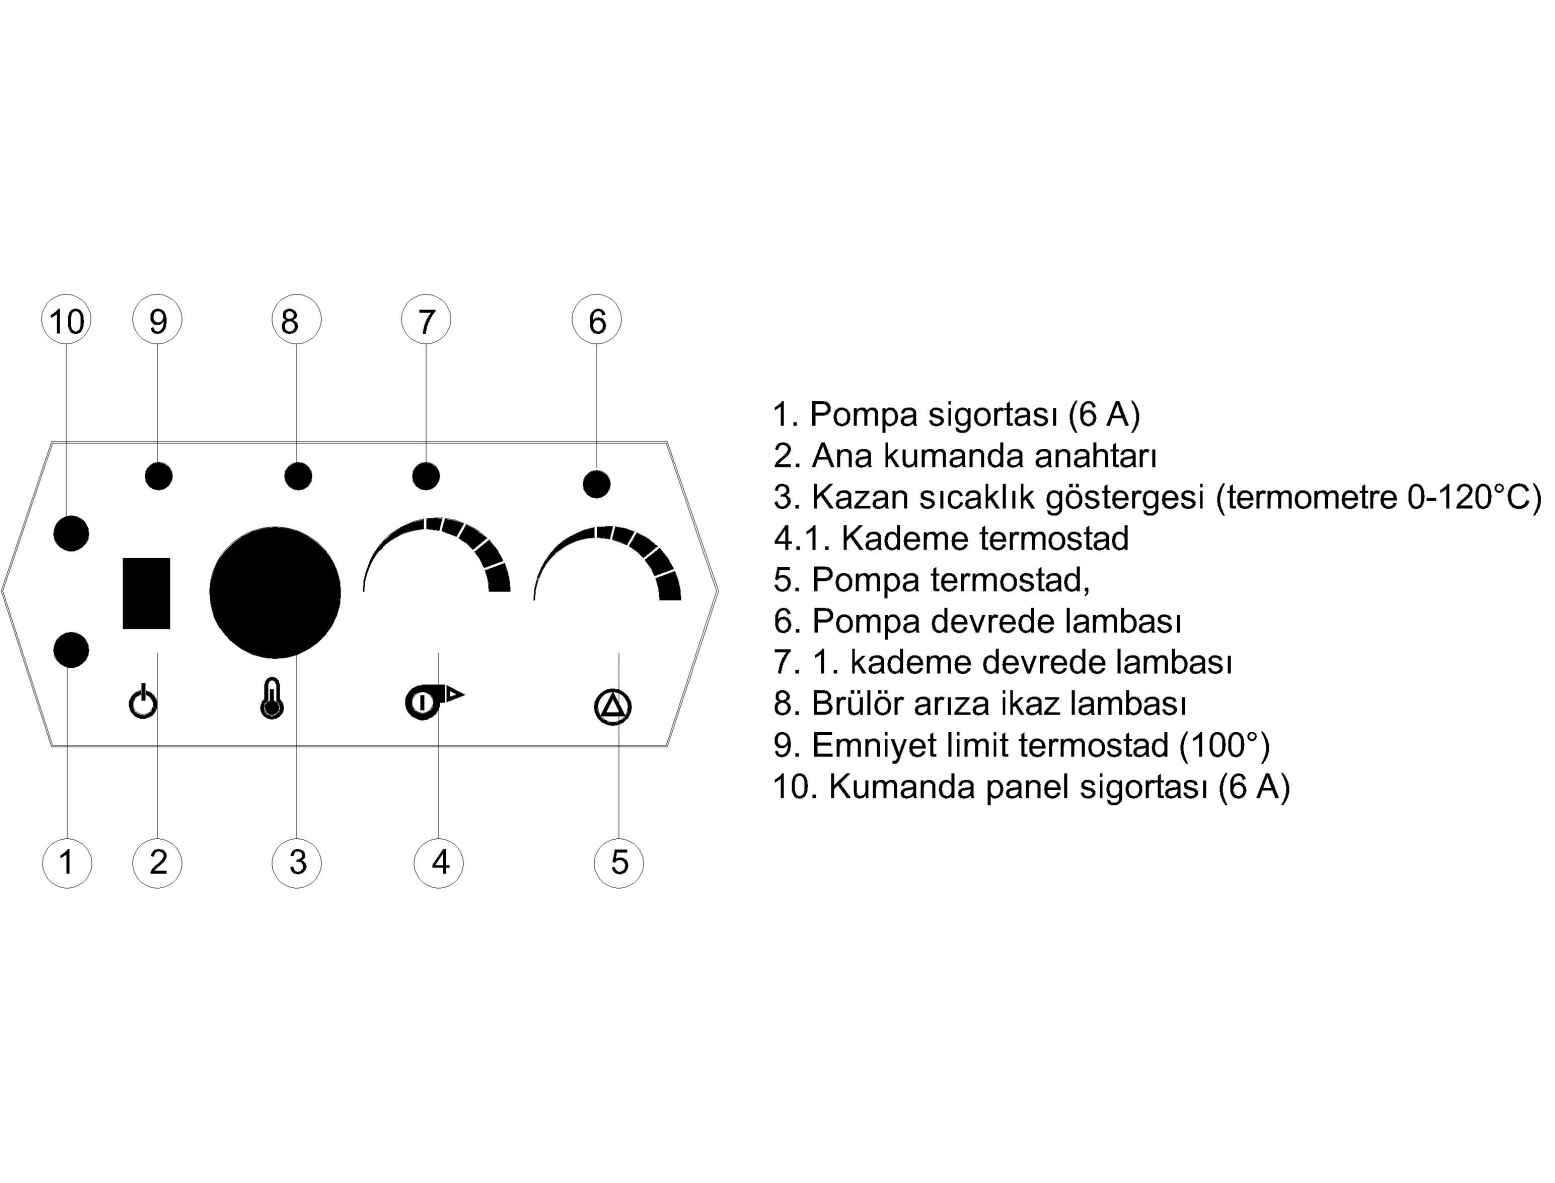 10 9 8 7 6
1 2 3 4 5
1. Pompa sigortası (6 A)
2. Ana kumanda anahtarı
3. Kazan sıcaklık göstergesi (termometre 0-120°C)
4.1. Kademe termostad
5. Pompa termostad,
6. Pompa devrede lambası
7. 1. kademe devrede lambası
8. Brülör arıza ikaz lambası
9. Emniyet limit termostad (100°)
10. Kumanda panel sigortası (6 A)